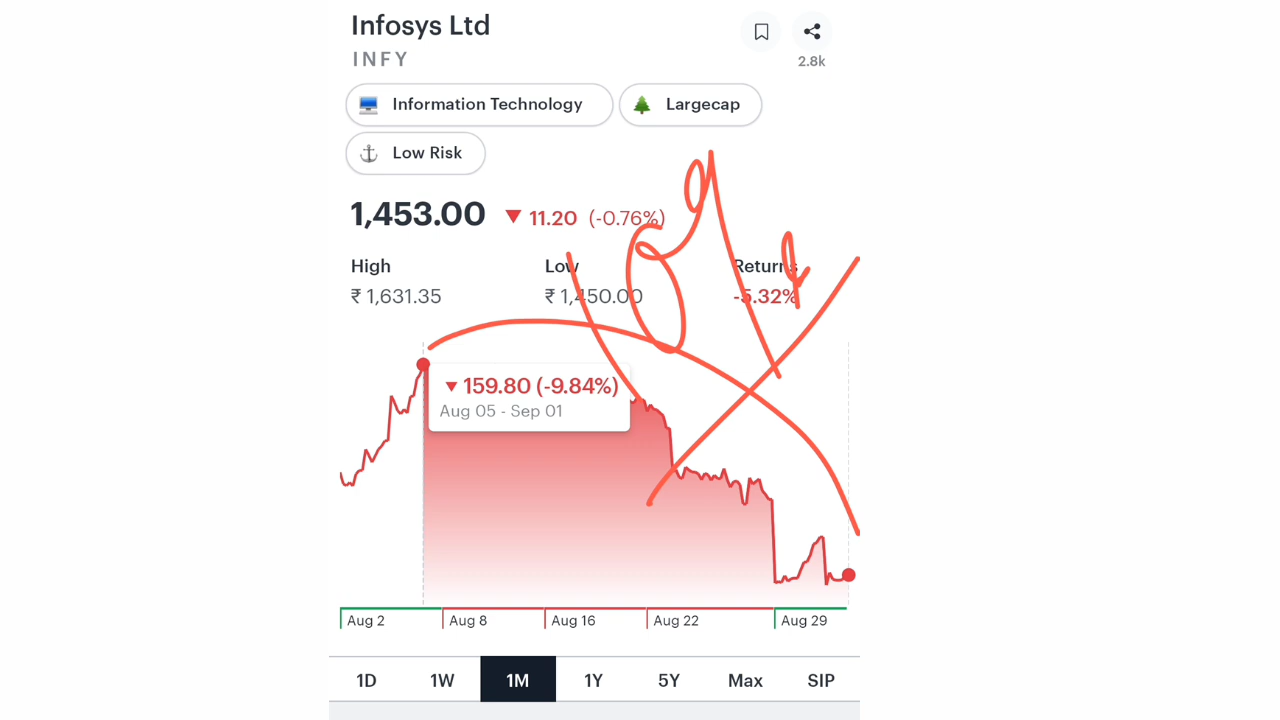 Infosys Ltd
INFY
2.8k
Information Technology
Largecap
Low Risk
1,453.00 ▼ 11.20 (-0.76%)
High Low Returns
₹ 1,631.35 ₹ 1,450.00 -5.32%
▼ 159.80 (-9.84%)
Aug 05 - Sep 01
Aug 2 Aug 8 Aug 16 Aug 22 Aug 29
1D 1W 1M 1Y 5Y Max SIP